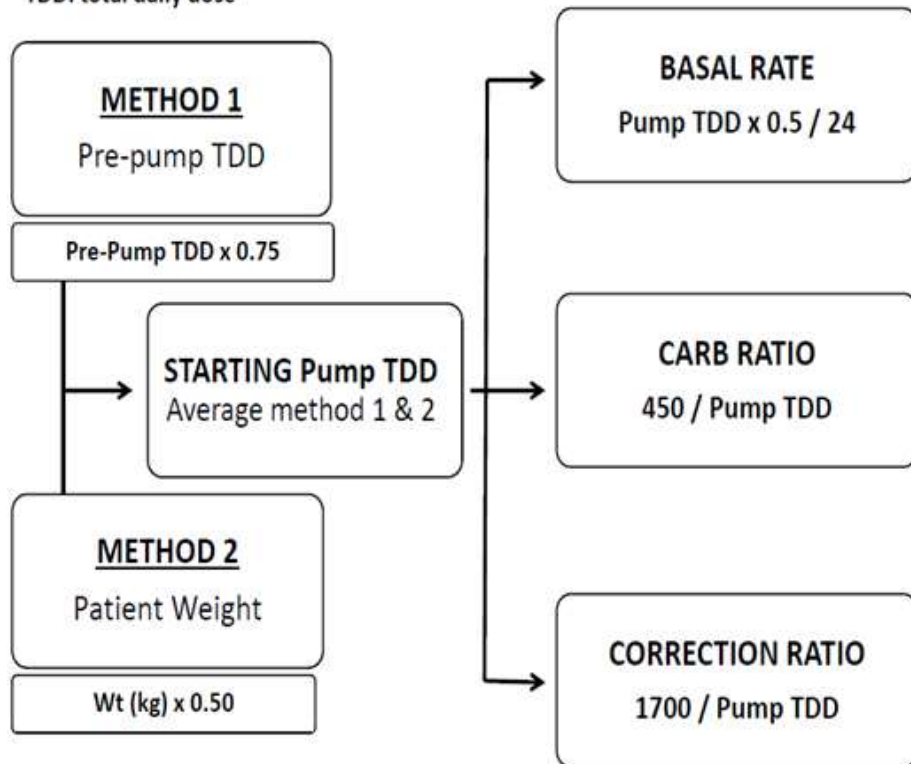 TDD: total daily dose
METHOD 1
Pre-pump TDD
Pre-Pump TDD x 0.75
STARTING Pump TDD
Average method 1 & 2
METHOD 2
Patient Weight
Wt (kg) x 0.50
BASAL RATE
Pump TDD x 0.5 / 24
CARB RATIO
450 / Pump TDD
CORRECTION RATIO
1700 / Pump TDD